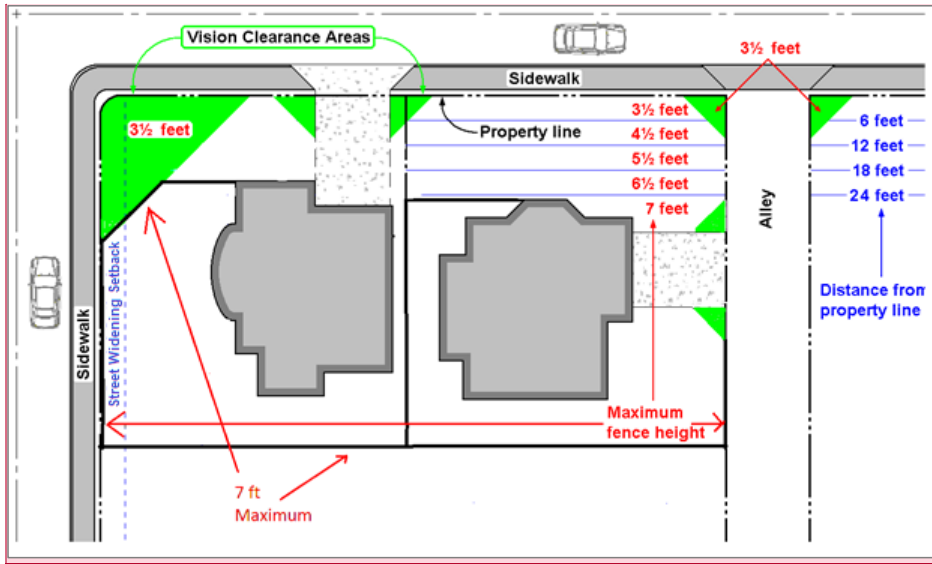 Vision Clearance Areas
3½ feet
Sidewalk
3½ feet
Property line
3½ feet
4½ feet
5½ feet
6½ feet
7 feet
6 feet
12 feet
18 feet
24 feet
Alley
Distance from
property line
Street Widening Setback
Sidewalk
Maximum
fence height
7 ft
Maximum